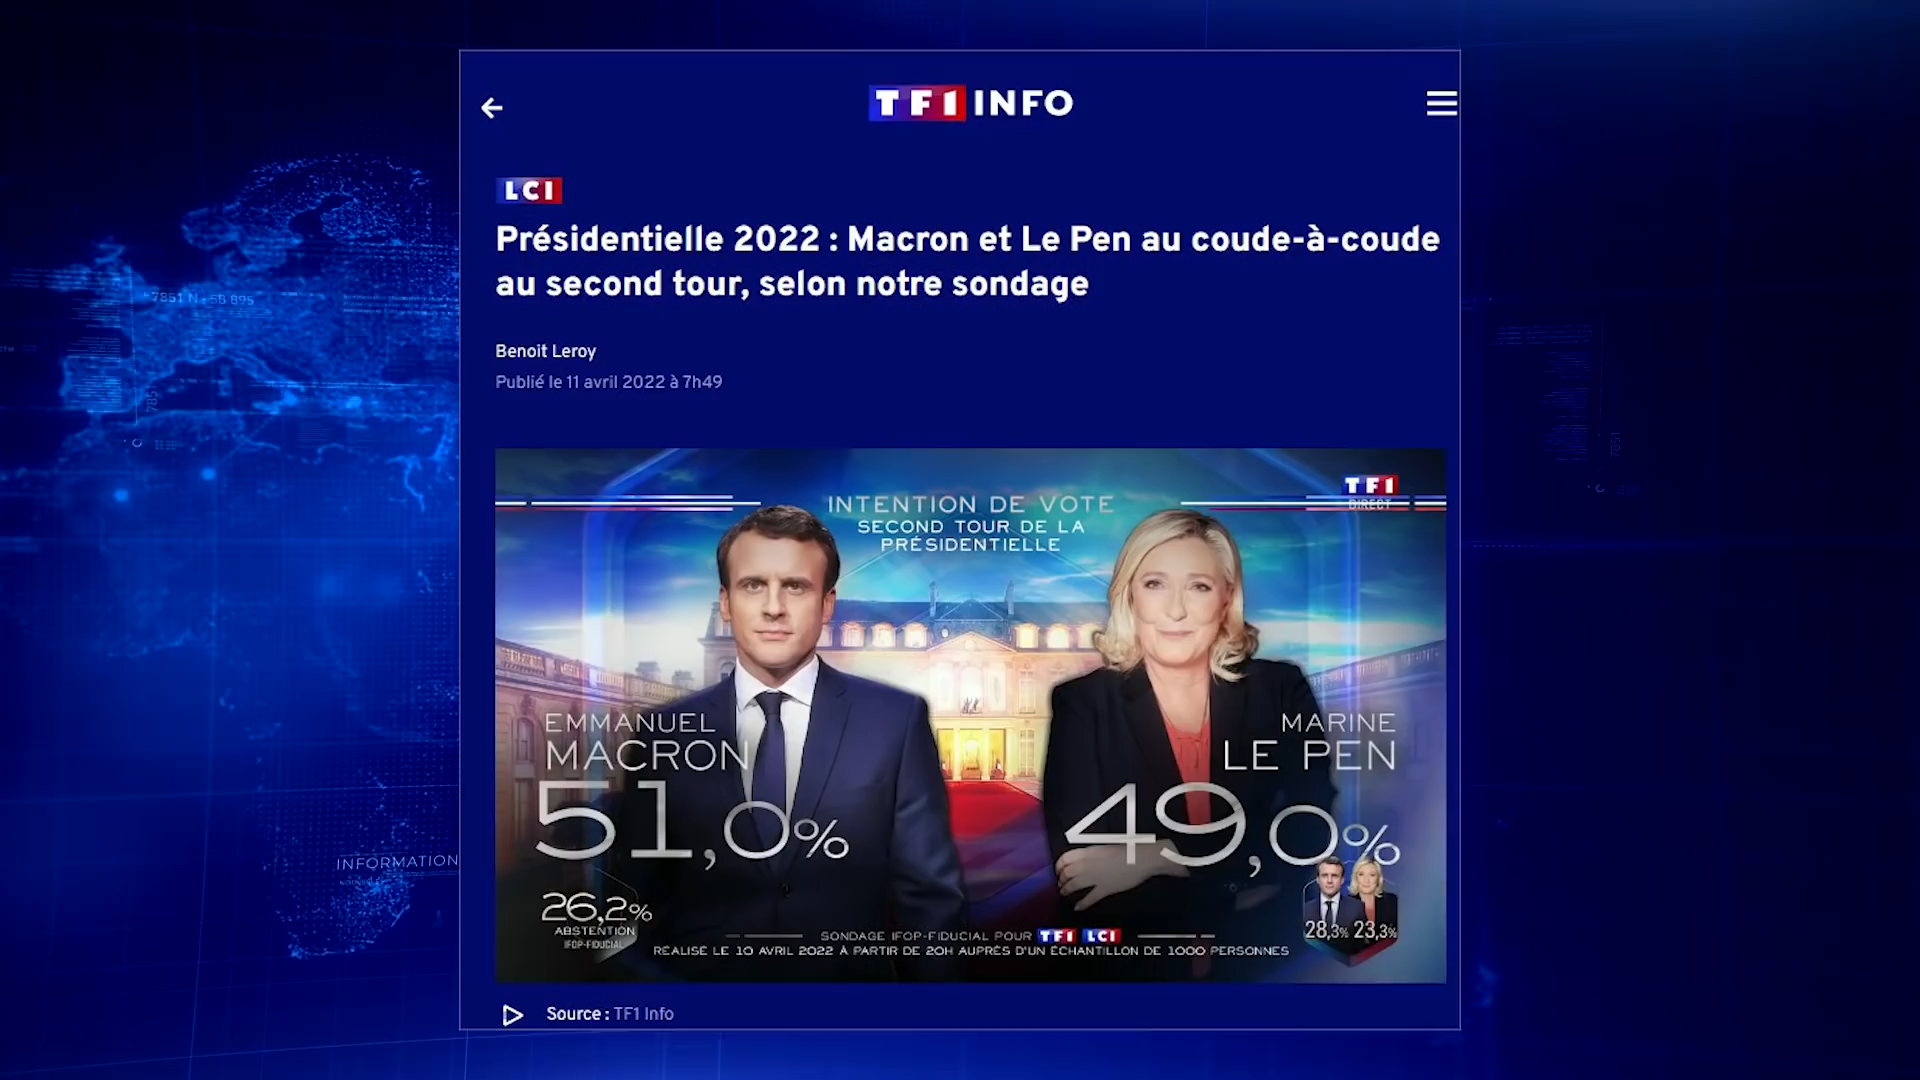 TF1 INFO
LCI
Présidentielle 2022 : Macron et Le Pen au coude-à-coude
au second tour, selon notre sondage
Benoit Leroy
Publié le 11 avril 2022 à 7h49
TF1
DIRECT
INTENTION DE VOTE
SECOND TOUR DE LA
PRÉSIDENTIELLE
EMMANUEL
MACRON
51,0%
MARINE
LE PEN
49,0%
26,2%
ABSTENTION
IFOP-FIDUCIAL
28,3% 23,3%
SONDAGE IFOP-FIDUCIAL POUR TF1 LCI
RÉALISÉ LE 10 AVRIL 2022 À PARTIR DE 20H AUPRÈS D'UN ÉCHANTILLON DE 1000 PERSONNES
Source : TF1 Info
7851 N - 56 895
INFORMATION